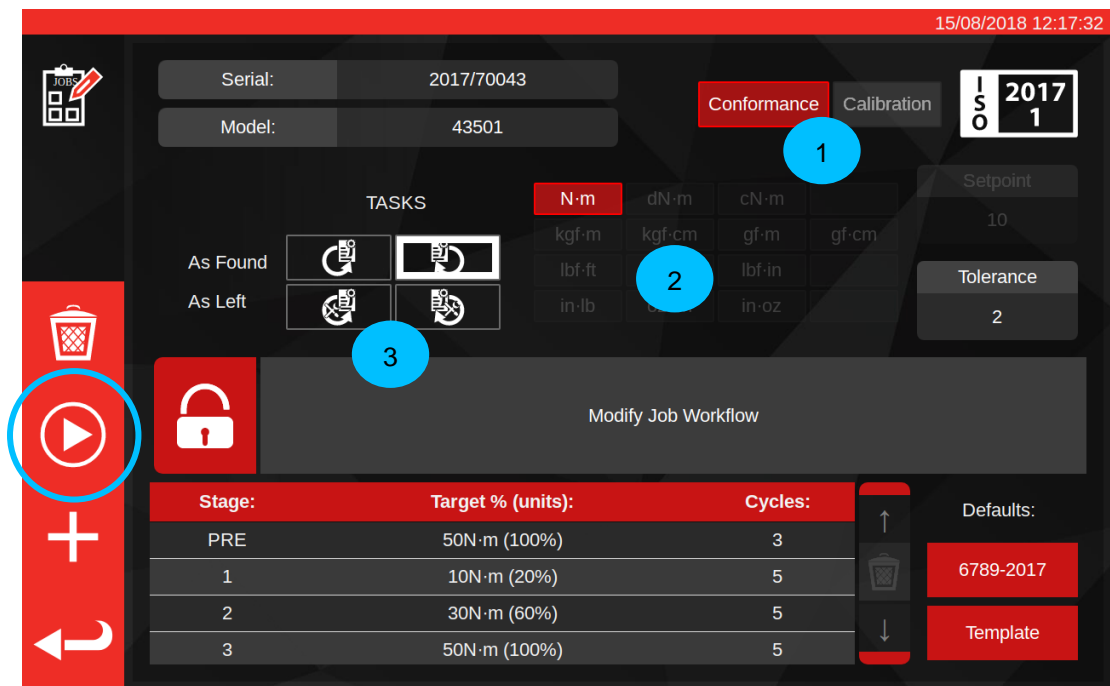 15/08/2018 12:17:32
JOBS
Serial: 2017/70043
Model: 43501
Conformance Calibration
ISO 2017 1
1
TASKS
N·m dN·m cN·m
kgf·m kgf·cm gf·m gf·cm
lbf·ft lbf·in
in·lb in·oz
2
Setpoint
10
As Found
As Left
3
Tolerance
2
Modify Job Workflow
Stage: Target % (units): Cycles:
PRE 50N·m (100%) 3
1 10N·m (20%) 5
2 30N·m (60%) 5
3 50N·m (100%) 5
Defaults:
6789-2017
Template